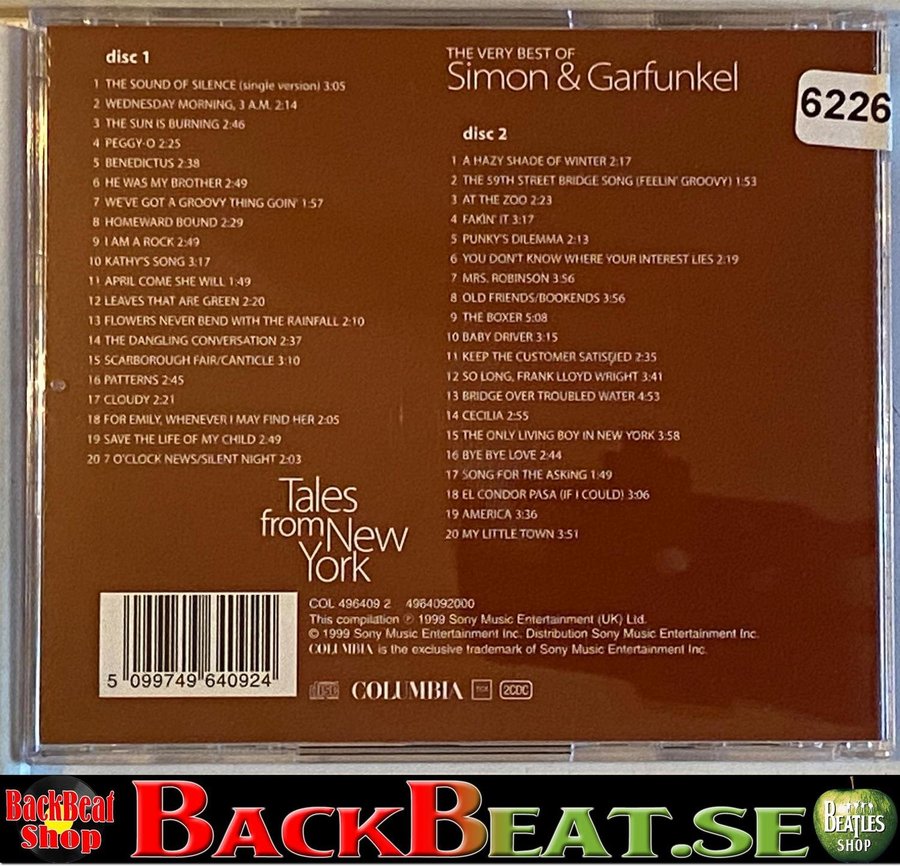 disc 1
1 THE SOUND OF SILENCE (single version) 3:05
2 WEDNESDAY MORNING, 3 A.M. 2:14
3 THE SUN IS BURNING 2:46
4 PEGGY-O 2:25
5 BENEDICTUS 2:38
6 HE WAS MY BROTHER 2:49
7 WE'VE GOT A GROOVY THING GOIN' 1:57
8 HOMEWARD BOUND 2:29
9 I AM A ROCK 2:49
10 KATHY'S SONG 3:17
11 APRIL COME SHE WILL 1:49
12 LEAVES THAT ARE GREEN 2:20
13 FLOWERS NEVER BEND WITH THE RAINFALL 2:10
14 THE DANGLING CONVERSATION 2:37
15 SCARBOROUGH FAIR/CANTICLE 3:10
16 PATTERNS 2:45
17 CLOUDY 2:21
18 FOR EMILY, WHENEVER I MAY FIND HER 2:05
19 SAVE THE LIFE OF MY CHILD 2:49
20 7 O'CLOCK NEWS/SILENT NIGHT 2:03
THE VERY BEST OF
Simon & Garfunkel
6226
disc 2
1 A HAZY SHADE OF WINTER 2:17
2 THE 59TH STREET BRIDGE SONG (FEELIN' GROOVY) 1:53
3 AT THE ZOO 2:23
4 FAKIN' IT 3:17
5 PUNKY'S DILEMMA 2:13
6 YOU DON'T KNOW WHERE YOUR INTEREST LIES 2:19
7 MRS. ROBINSON 3:56
8 OLD FRIENDS/BOOKENDS 3:56
9 THE BOXER 5:08
10 BABY DRIVER 3:15
11 KEEP THE CUSTOMER SATISFIED 2:35
12 SO LONG, FRANK LLOYD WRIGHT 3:41
13 BRIDGE OVER TROUBLED WATER 4:53
14 CECILIA 2:55
15 THE ONLY LIVING BOY IN NEW YORK 3:58
16 BYE BYE LOVE 2:44
17 SONG FOR THE ASKING 1:49
18 EL CONDOR PASA (IF I COULD) 3:06
19 AMERICA 3:36
20 MY LITTLE TOWN 3:51
Tales
from New
York
COL 496409 2 4964092000
This compilation ℗ 1999 Sony Music Entertainment (UK) Ltd.
© 1999 Sony Music Entertainment Inc. Distribution Sony Music Entertainment Inc.
COLUMBIA is the exclusive trademark of Sony Music Entertainment Inc.
5 099749 640924
disc COLUMBIA 2CDC
BackBeat
Shop
BACKBEAT.SE
BEATLES
SHOP